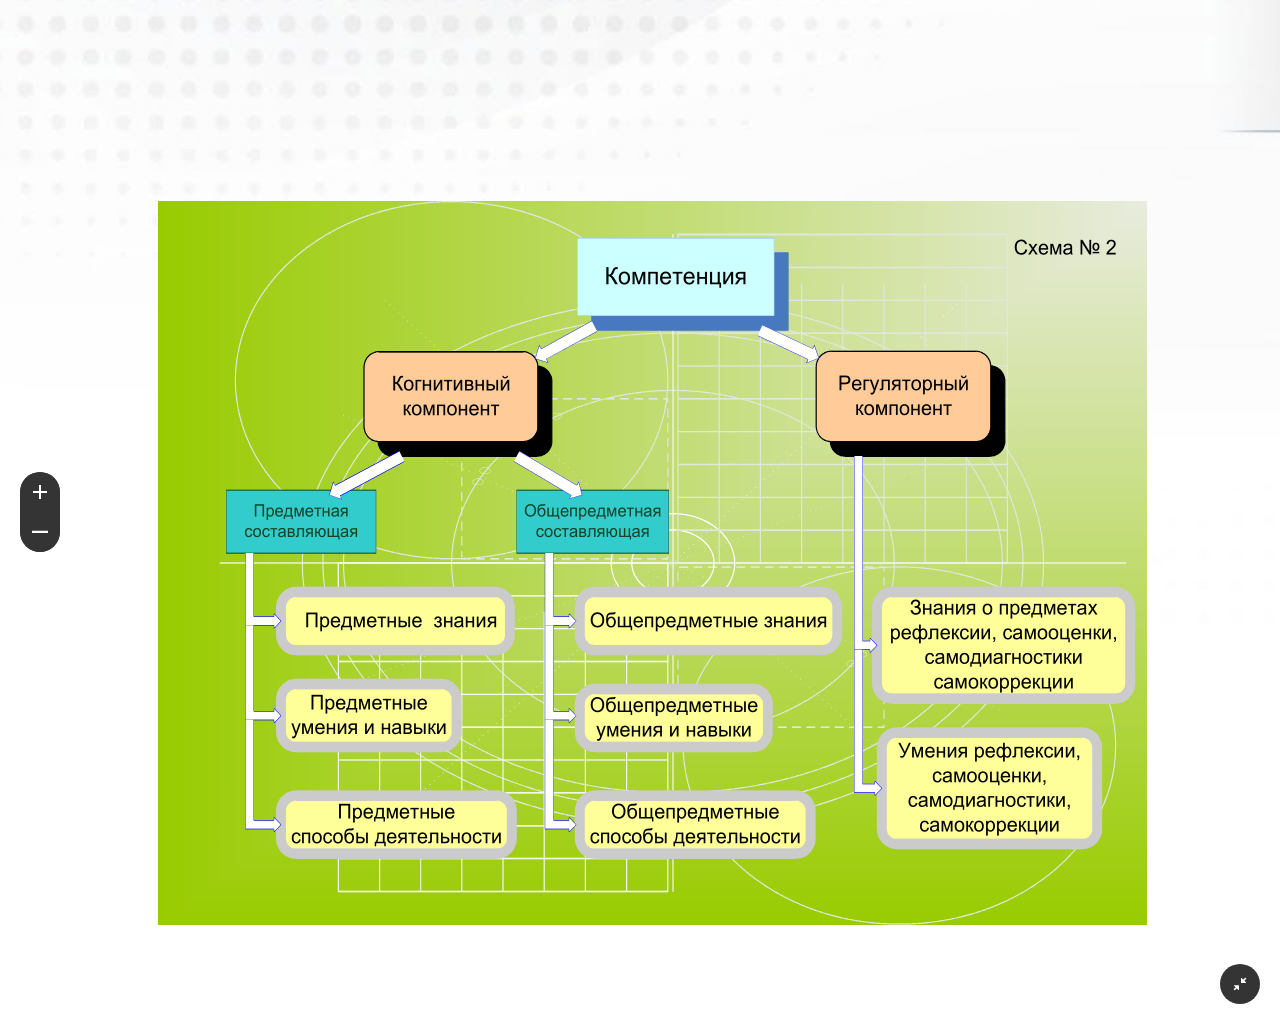 Схема № 2
Компетенция
Когнитивный
компонент
Регуляторный
компонент
Предметная
составляющая
Общепредметная
составляющая
Предметные знания
Предметные
умения и навыки
Предметные
способы деятельности
Общепредметные знания
Общепредметные
умения и навыки
Общепредметные
способы деятельности
Знания о предметах
рефлексии, самооценки,
самодиагностики
самокоррекции
Умения рефлексии,
самооценки,
самодиагностики,
самокоррекции